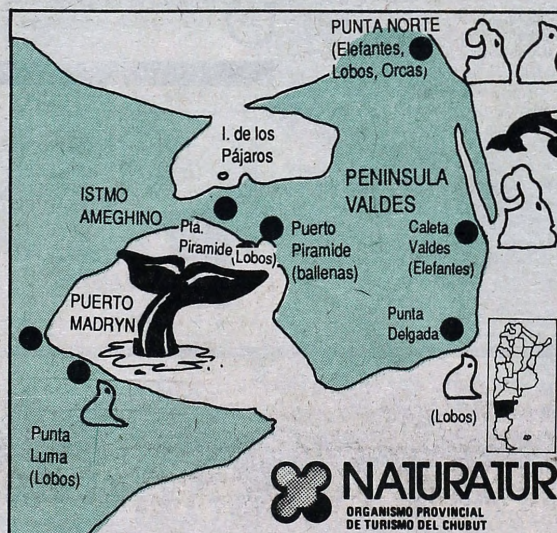 PUNTA NORTE
(Elefantes,
Lobos, Orcas)
I. de los
Pájaros
ISTMO
AMEGHINO
PENINSULA
VALDES
Pta.
Piramide (Lobos)
Puerto
Piramide
(ballenas)
Caleta
Valdes
(Elefantes)
PUERTO
MADRYN
Punta
Delgada
(Lobos)
Punta
Luma
(Lobos)
NATURATUR
ORGANISMO PROVINCIAL
DE TURISMO DEL CHUBUT